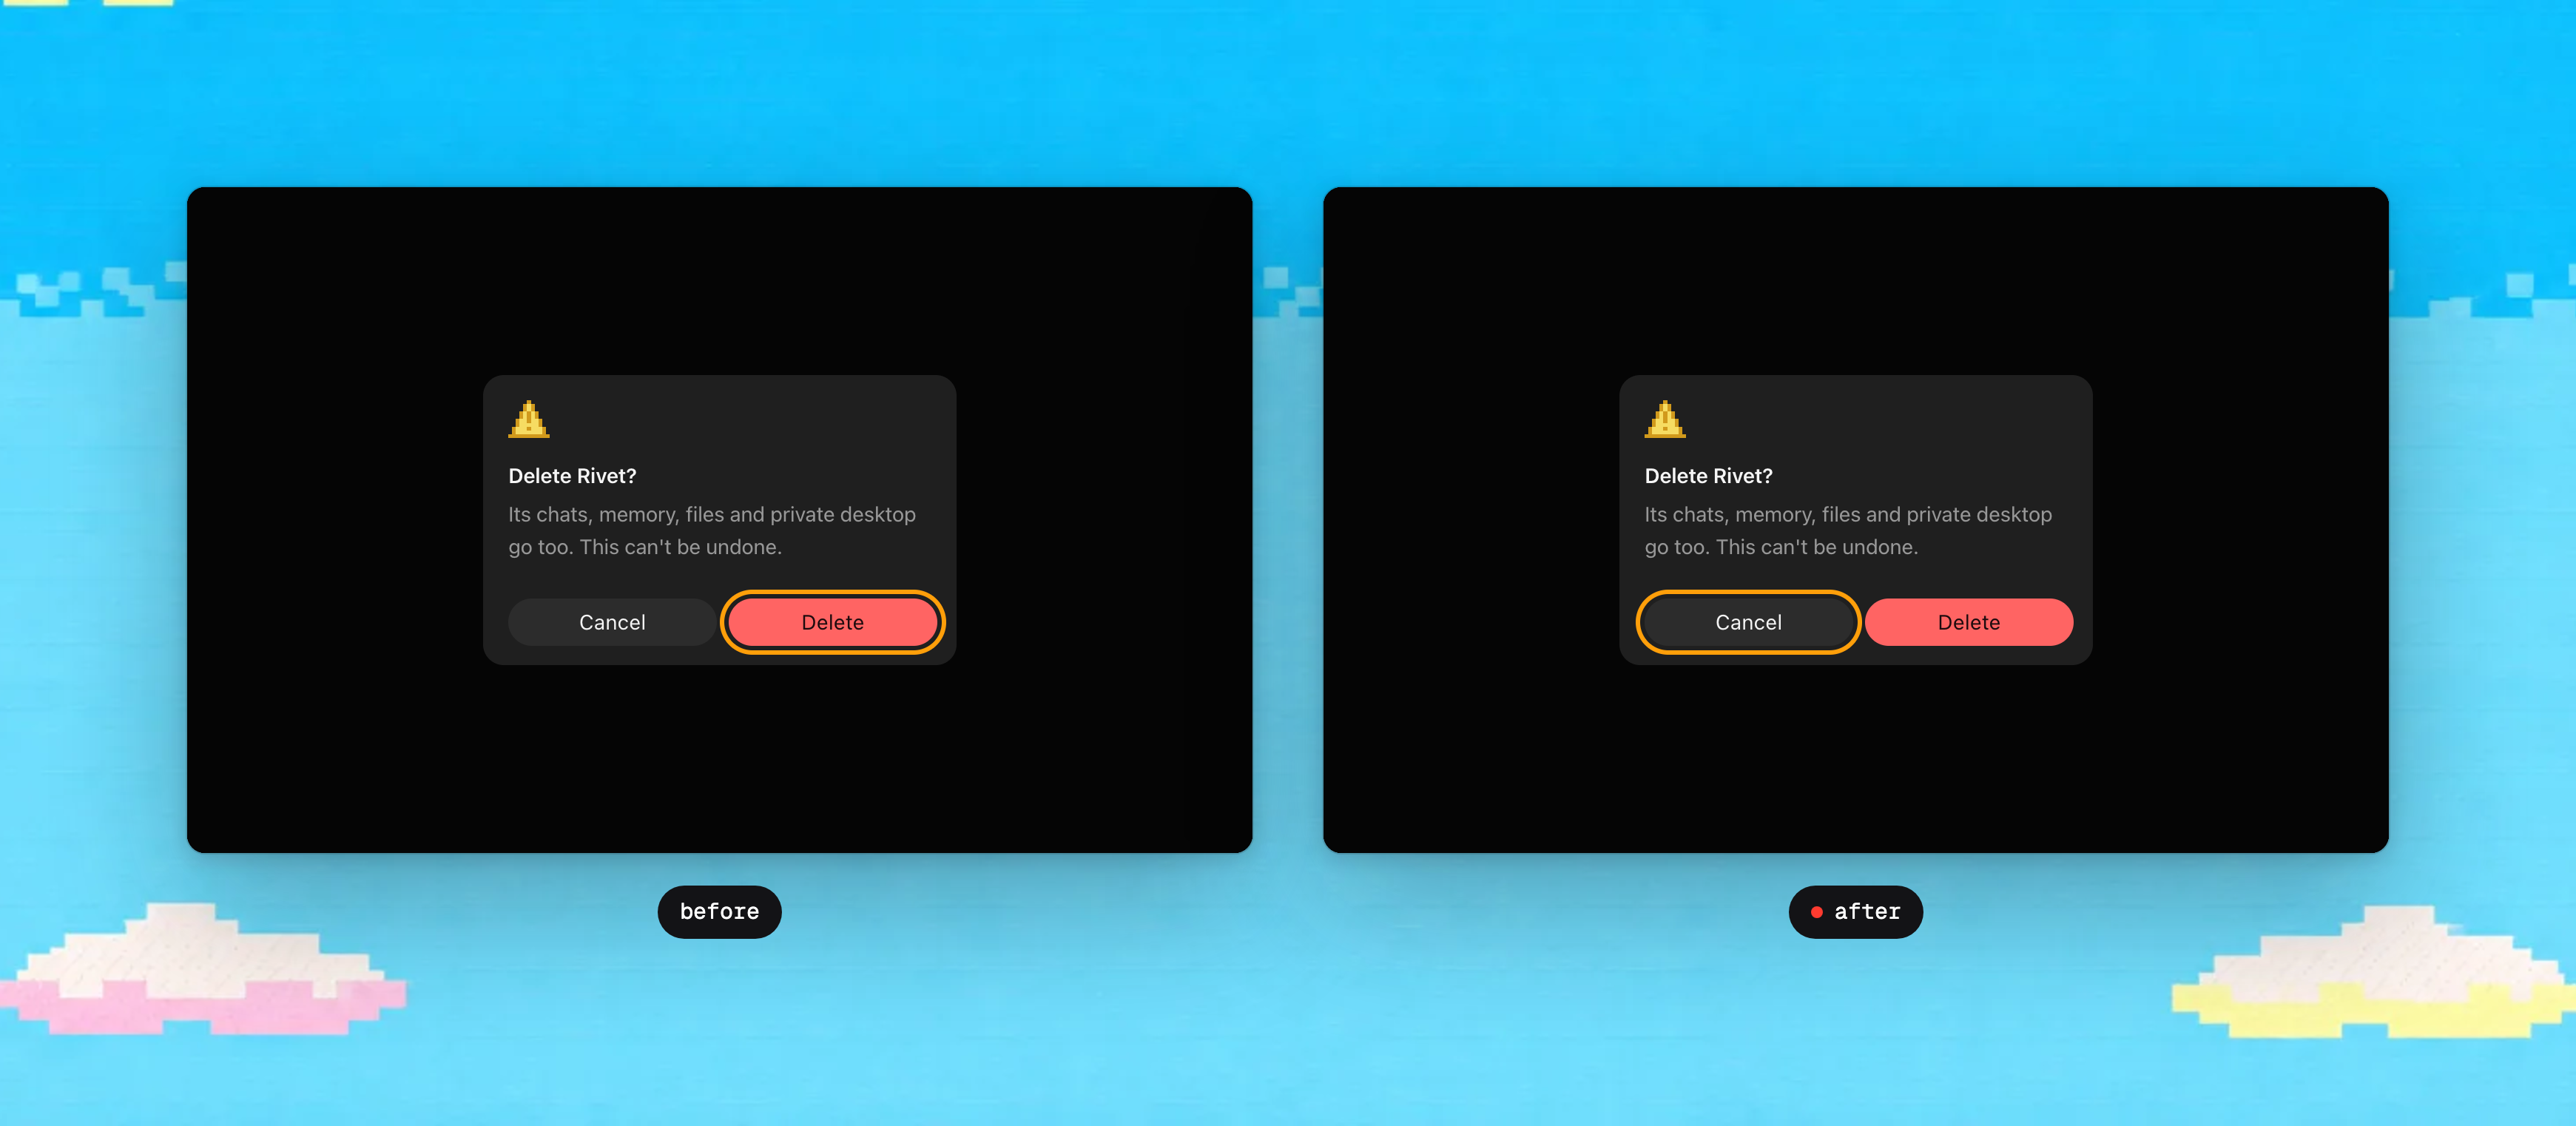 Delete Rivet?
Its chats, memory, files and private desktop
go too. This can't be undone.
Cancel
Delete
before
Delete Rivet?
Its chats, memory, files and private desktop
go too. This can't be undone.
Cancel
Delete
after